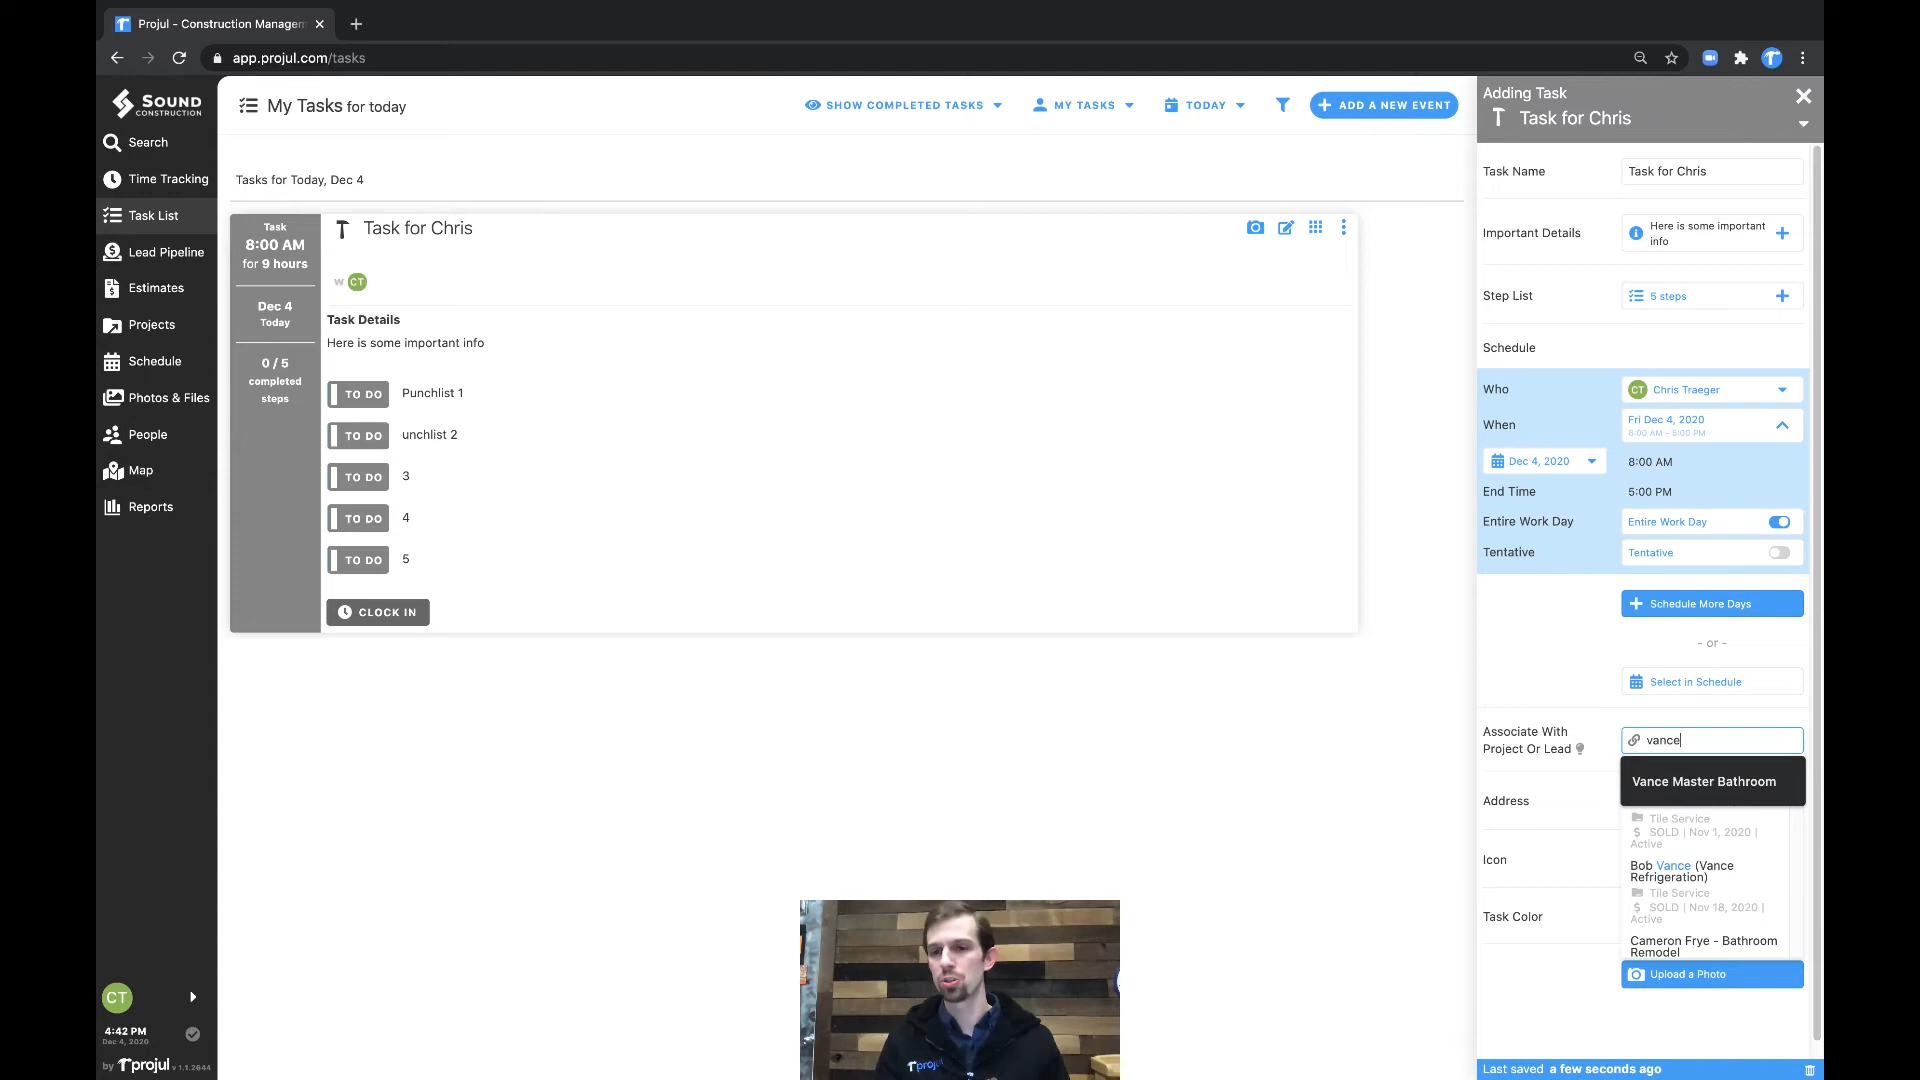 Projul - Construction Managem
app.projul.com/tasks
SOUND
CONSTRUCTION
Search
Time Tracking
Task List
Lead Pipeline
Estimates
Projects
Schedule
Photos & Files
People
Map
Reports
CT
4:42 PM
Dec 4, 2020
by projul v 1.1.2644
My Tasks for today
SHOW COMPLETED TASKS
MY TASKS
TODAY
ADD A NEW EVENT
Tasks for Today, Dec 4
Task
8:00 AM
for 9 hours
Dec 4
Today
0 / 5
completed
steps
Task for Chris
W CT
Task Details
Here is some important info
TO DO Punchlist 1
TO DO unchlist 2
TO DO 3
TO DO 4
TO DO 5
CLOCK IN
projul
Adding Task
Task for Chris
Task Name Task for Chris
Important Details Here is some important
info
Step List 5 steps
Schedule
Who CT Chris Traeger
When Fri Dec 4, 2020
8:00 AM - 5:00 PM
Dec 4, 2020 8:00 AM
End Time 5:00 PM
Entire Work Day Entire Work Day
Tentative Tentative
Schedule More Days
- or -
Select in Schedule
Associate With
Project Or Lead vance
Vance Master Bathroom
Address
Tile Service
$ SOLD | Nov 1, 2020 |
Active
Icon
Bob Vance (Vance
Refrigeration)
Tile Service
$ SOLD | Nov 18, 2020 |
Active
Task Color
Cameron Frye - Bathroom
Remodel
Upload a Photo
Last saved a few seconds ago